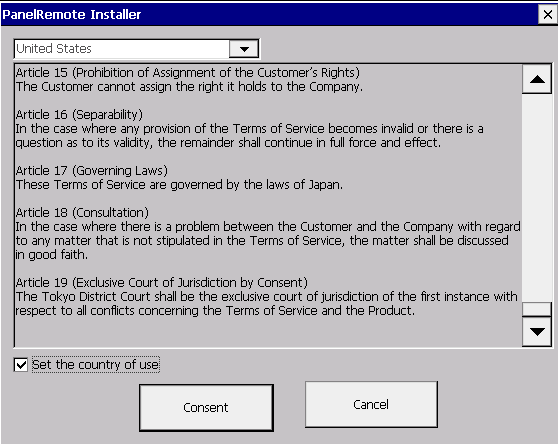 PanelRemote Installer
United States
Article 15 (Prohibition of Assignment of the Customer's Rights)
The Customer cannot assign the right it holds to the Company.
Article 16 (Separability)
In the case where any provision of the Terms of Service becomes invalid or there is a
question as to its validity, the remainder shall continue in full force and effect.
Article 17 (Governing Laws)
These Terms of Service are governed by the laws of Japan.
Article 18 (Consultation)
In the case where there is a problem between the Customer and the Company with regard
to any matter that is not stipulated in the Terms of Service, the matter shall be discussed
in good faith.
Article 19 (Exclusive Court of Jurisdiction by Consent)
The Tokyo District Court shall be the exclusive court of jurisdiction of the first instance with
respect to all conflicts concerning the Terms of Service and the Product.
Set the country of use
Consent
Cancel